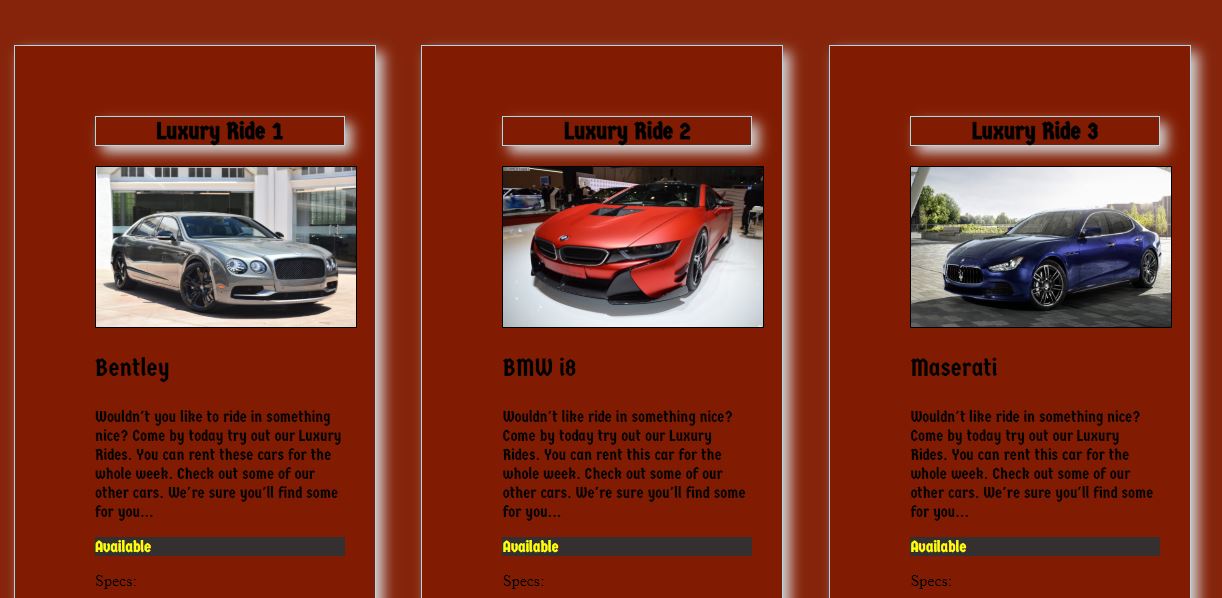 Luxury Ride 1
Bentley
Wouldn't you like to ride in something
nice? Come by today try out our Luxury
Rides. You can rent these cars for the
whole week. Check out some of our
other cars. We're sure you'll find some
for you...
Available
Specs:
Luxury Ride 2
BMW i8
Wouldn't like ride in something nice?
Come by today try out our Luxury
Rides. You can rent this car for the
whole week. Check out some of our
other cars. We're sure you'll find some
for you...
Available
Specs:
Luxury Ride 3
Maserati
Wouldn't like ride in something nice?
Come by today try out our Luxury
Rides. You can rent this car for the
whole week. Check out some of our
other cars. We're sure you'll find some
for you...
Available
Specs: